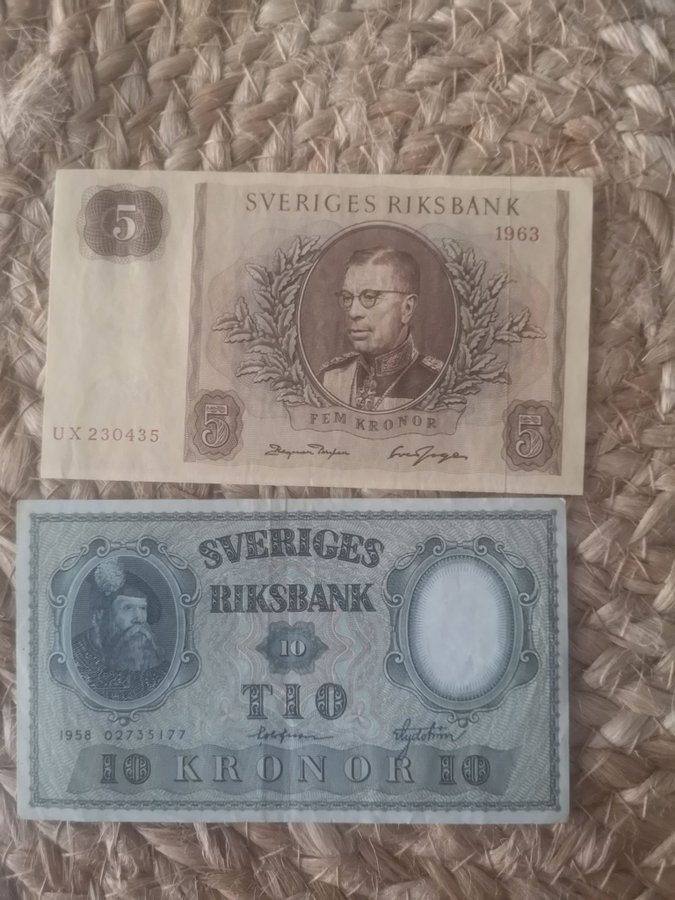 5
SVERIGES RIKSBANK
1963
FEM KRONOR
UX 230435
5
5
SVERIGES
RIKSBANK
10
TIO
1958 02735177
10 KRONOR 10